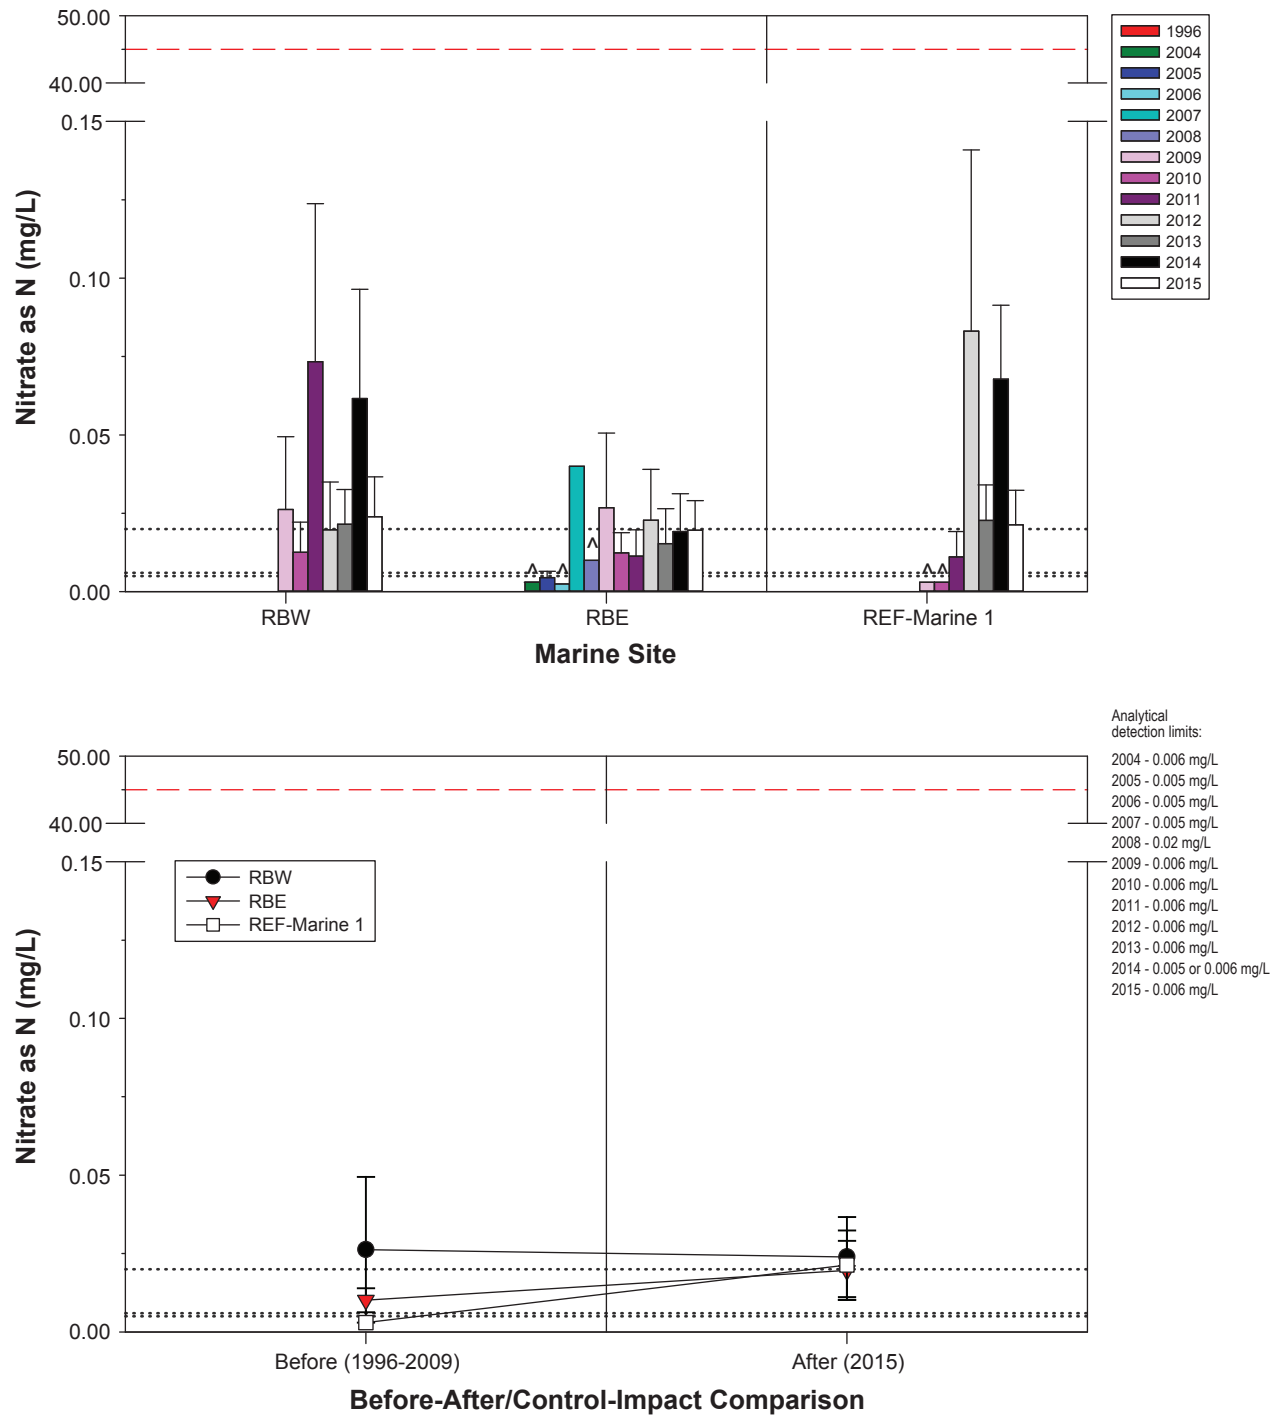 50.00
40.00
0.15
0.10
0.05
0.00
Nitrate as N (mg/L)
^ ^ ^ ^ ^
RBW
RBE
REF-Marine 1
Marine Site
1996
2004
2005
2006
2007
2008
2009
2010
2011
2012
2013
2014
2015
50.00
40.00
0.15
0.10
0.05
0.00
Nitrate as N (mg/L)
RBW
RBE
REF-Marine 1
Before (1996-2009)
After (2015)
Before-After/Control-Impact Comparison
Analytical
detection limits:
2004 - 0.006 mg/L
2005 - 0.005 mg/L
2006 - 0.005 mg/L
2007 - 0.005 mg/L
2008 - 0.02 mg/L
2009 - 0.006 mg/L
2010 - 0.006 mg/L
2011 - 0.006 mg/L
2012 - 0.006 mg/L
2013 - 0.006 mg/L
2014 - 0.005 or 0.006 mg/L
2015 - 0.006 mg/L